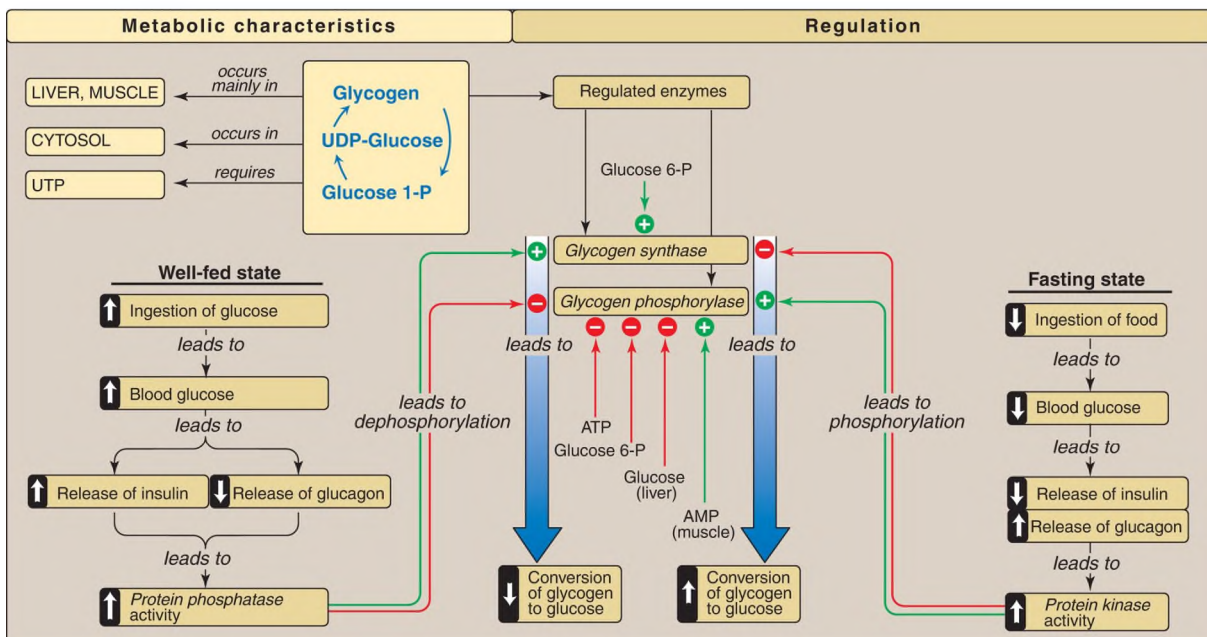 Metabolic characteristics
Regulation
LIVER, MUSCLE
occurs
mainly in
CYTOSOL
occurs in
UTP
requires
Glycogen
UDP-Glucose
Glucose 1-P
Regulated enzymes
Glucose 6-P
+
Glycogen synthase
+
−
Glycogen phosphorylase
−
+
−
−
−
+
leads to
leads to
ATP
Glucose 6-P
Glucose
(liver)
AMP
(muscle)
Well-fed state
Ingestion of glucose
leads to
Blood glucose
leads to
Release of insulin
Release of glucagon
leads to
Protein phosphatase
activity
leads to
dephosphorylation
Conversion
of glycogen
to glucose
Conversion
of glycogen
to glucose
leads to
phosphorylation
Fasting state
Ingestion of food
leads to
Blood glucose
leads to
Release of insulin
Release of glucagon
leads to
Protein kinase
activity